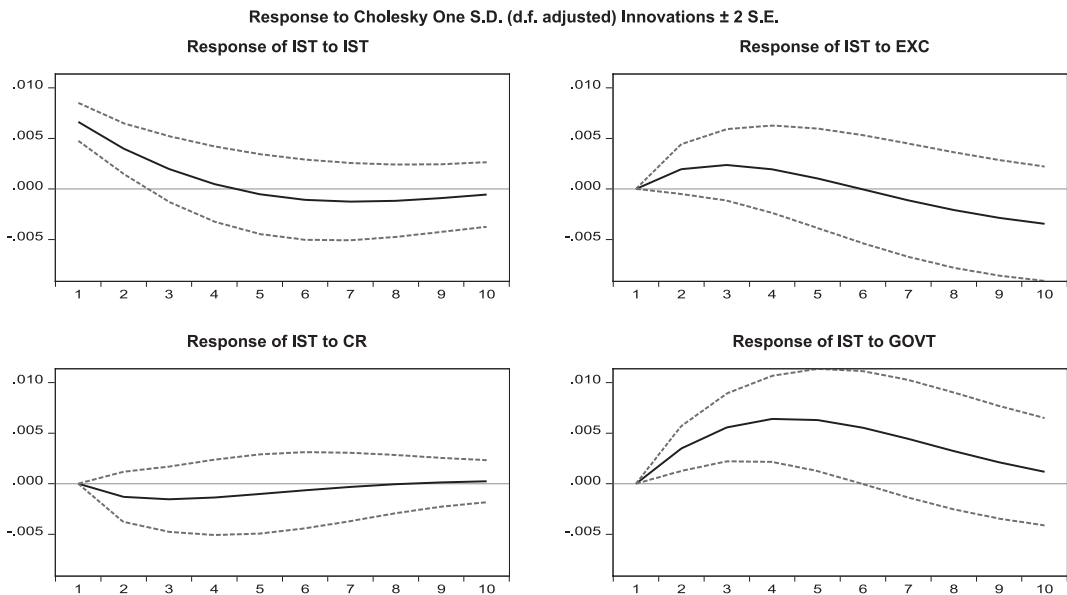 Response to Cholesky One S.D. (d.f. adjusted) Innovations ± 2 S.E.
Response of IST to IST
.010
.005
.000
-.005
1 2 3 4 5 6 7 8 9 10
Response of IST to EXC
.010
.005
.000
-.005
1 2 3 4 5 6 7 8 9 10
Response of IST to CR
.010
.005
.000
-.005
1 2 3 4 5 6 7 8 9 10
Response of IST to GOVT
.010
.005
.000
-.005
1 2 3 4 5 6 7 8 9 10